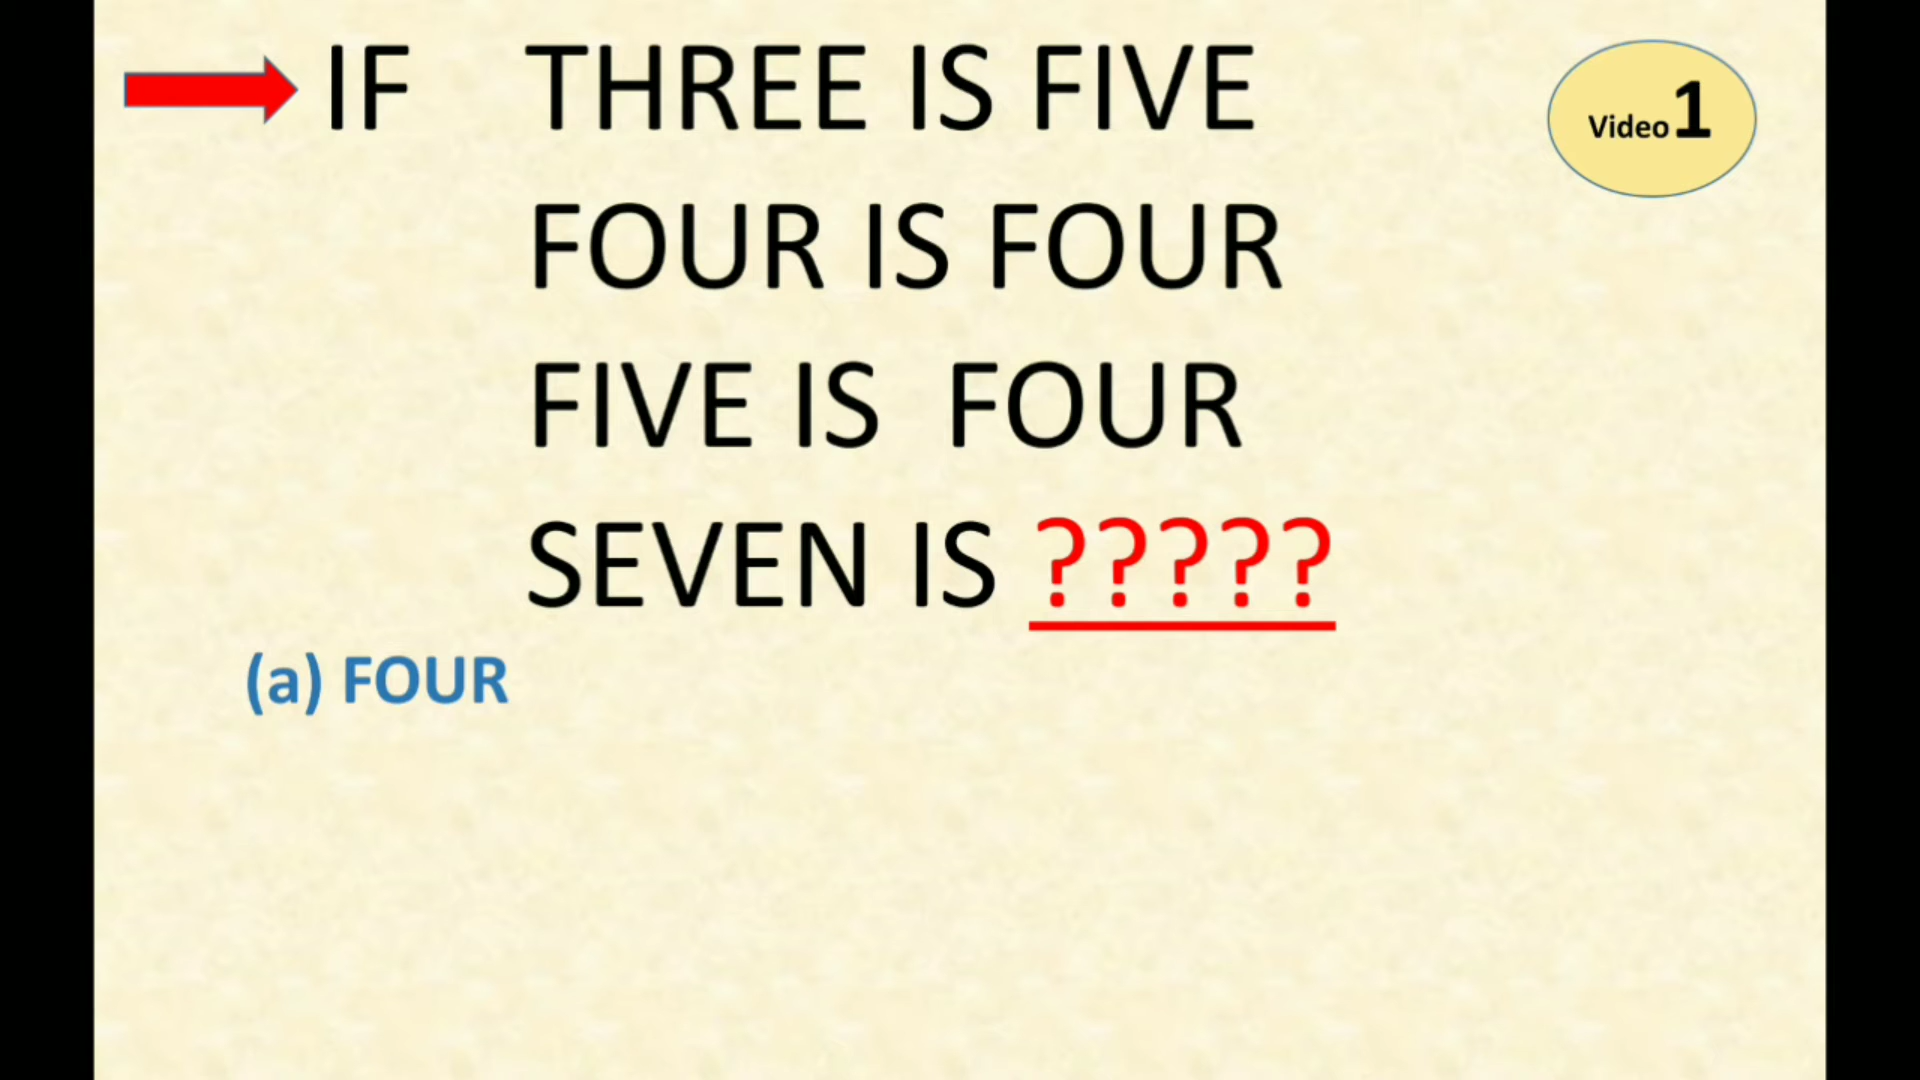 IF THREE IS FIVE
Video 1
FOUR IS FOUR
FIVE IS FOUR
SEVEN IS ?????
(a) FOUR